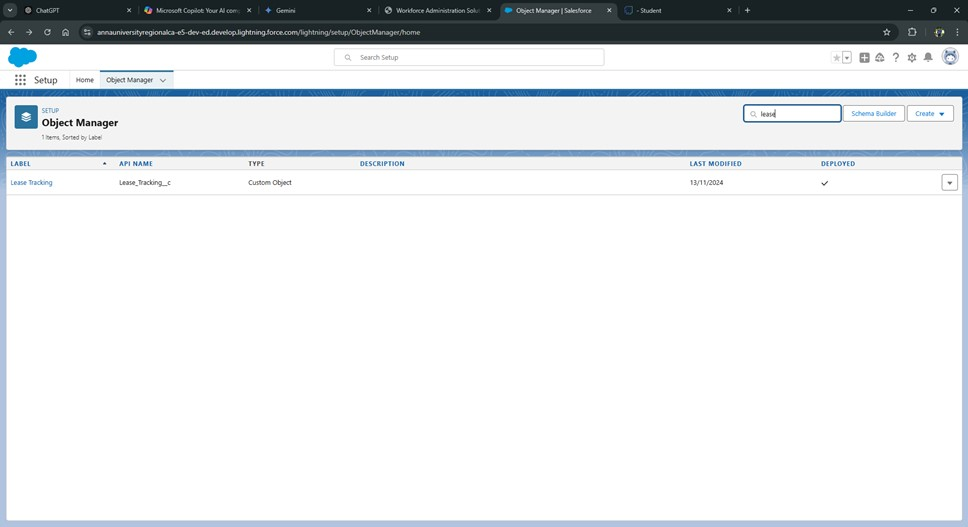 ChatGPT
Microsoft Copilot: Your AI com
Gemini
Workforce Administration Solut
Object Manager | Salesforce
- Student
annauniversityregionalca-e5-dev-ed.develop.lightning.force.com/lightning/setup/ObjectManager/home
Search Setup
Setup Home Object Manager
SETUP
Object Manager
1 Items, Sorted by Label
lease
Schema Builder
Create
LABEL API NAME TYPE DESCRIPTION LAST MODIFIED DEPLOYED
Lease Tracking Lease_Tracking__c Custom Object 13/11/2024